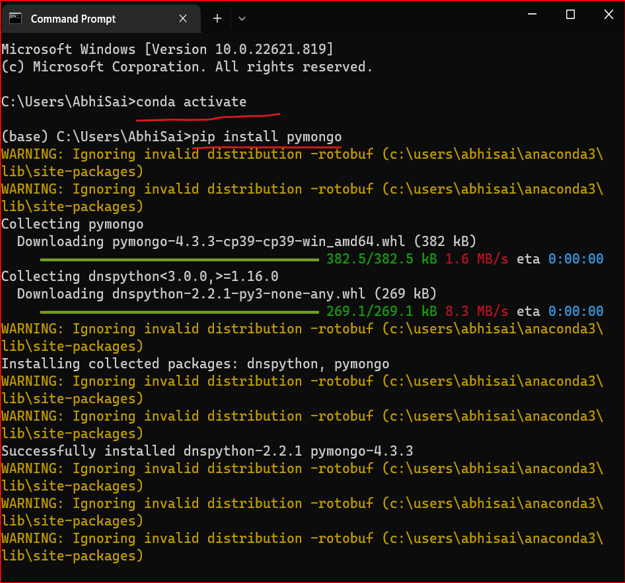 Command Prompt
Microsoft Windows [Version 10.0.22621.819]
(c) Microsoft Corporation. All rights reserved.
C:\Users\AbhiSai>conda activate
(base) C:\Users\AbhiSai>pip install pymongo
WARNING: Ignoring invalid distribution -rotobuf (c:\users\abhisai\anaconda3\
lib\site-packages)
WARNING: Ignoring invalid distribution -rotobuf (c:\users\abhisai\anaconda3\
lib\site-packages)
Collecting pymongo
  Downloading pymongo-4.3.3-cp39-cp39-win_amd64.whl (382 kB)
382.5/382.5 kB 1.6 MB/s eta 0:00:00
Collecting dnspython<3.0.0,>=1.16.0
  Downloading dnspython-2.2.1-py3-none-any.whl (269 kB)
269.1/269.1 kB 8.3 MB/s eta 0:00:00
WARNING: Ignoring invalid distribution -rotobuf (c:\users\abhisai\anaconda3\
lib\site-packages)
Installing collected packages: dnspython, pymongo
WARNING: Ignoring invalid distribution -rotobuf (c:\users\abhisai\anaconda3\
lib\site-packages)
WARNING: Ignoring invalid distribution -rotobuf (c:\users\abhisai\anaconda3\
lib\site-packages)
Successfully installed dnspython-2.2.1 pymongo-4.3.3
WARNING: Ignoring invalid distribution -rotobuf (c:\users\abhisai\anaconda3\
lib\site-packages)
WARNING: Ignoring invalid distribution -rotobuf (c:\users\abhisai\anaconda3\
lib\site-packages)
WARNING: Ignoring invalid distribution -rotobuf (c:\users\abhisai\anaconda3\
lib\site-packages)